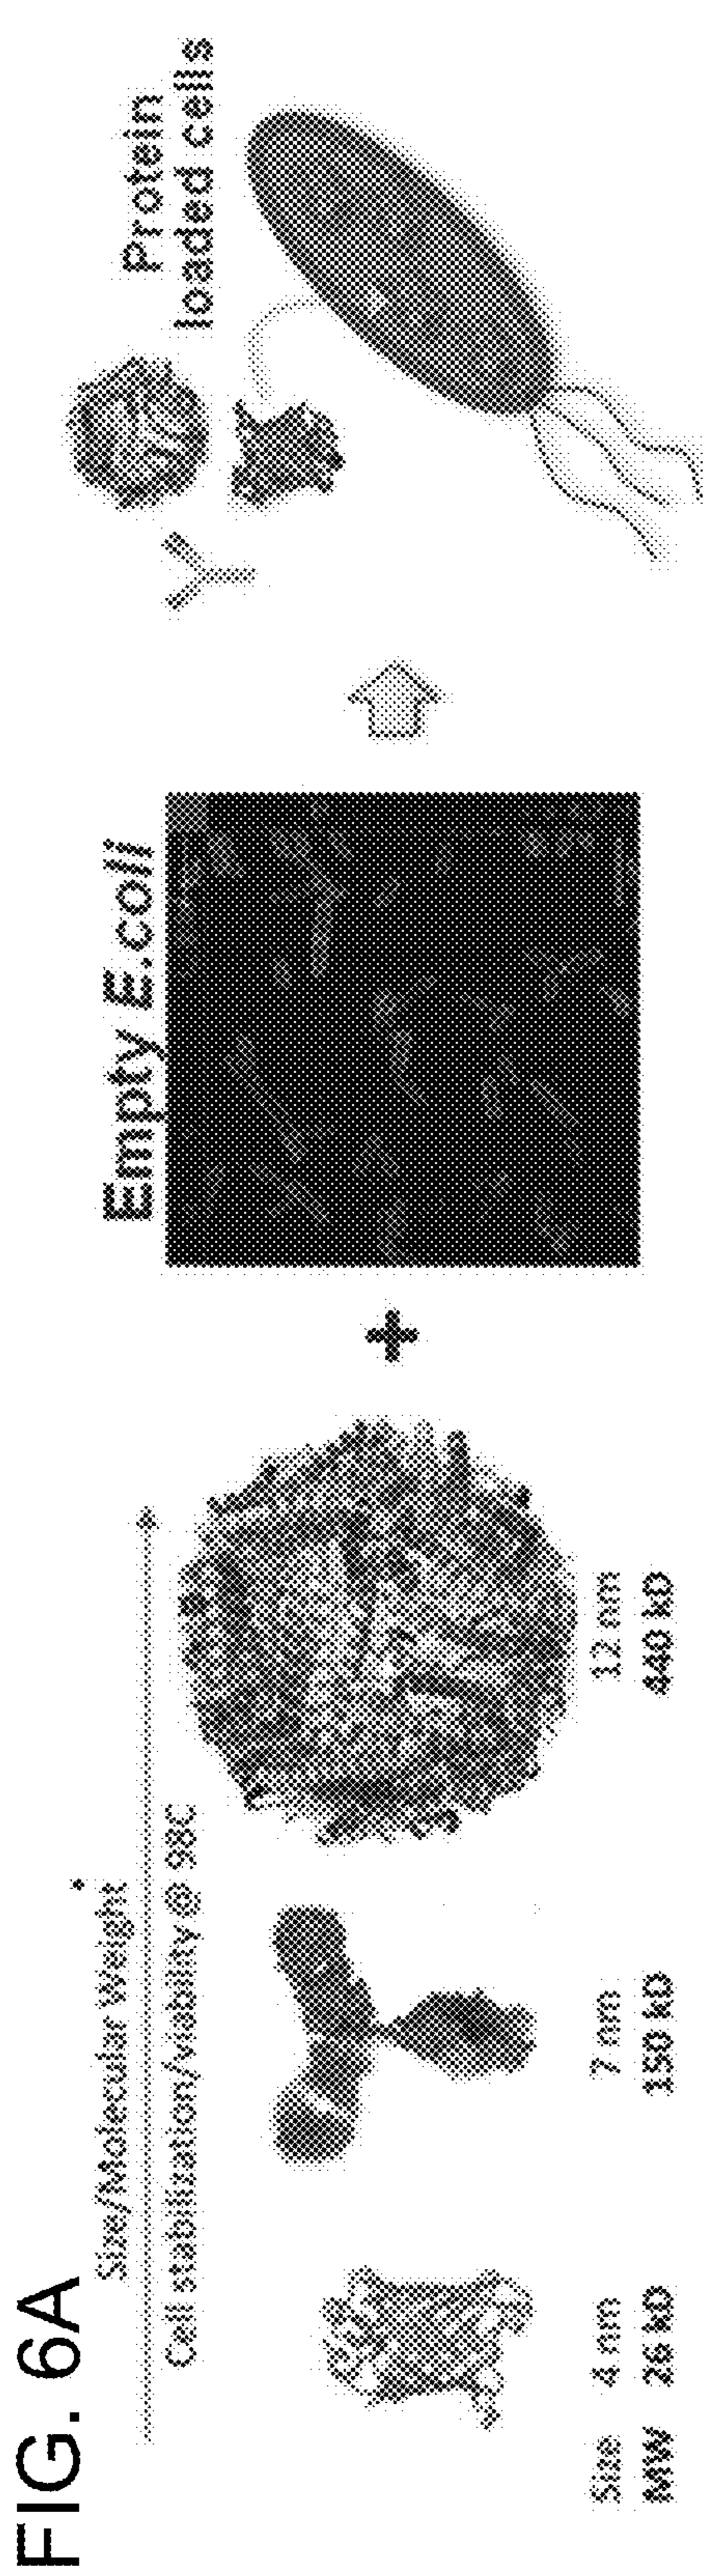 FIG. 6A
Size/Molecular Weight
Cell stabilization/viability @ 98C
Size 4 nm 7 nm 12 nm
MW 26 kD 150 kD 440 kD
+
Empty E.coli
Protein
loaded cells